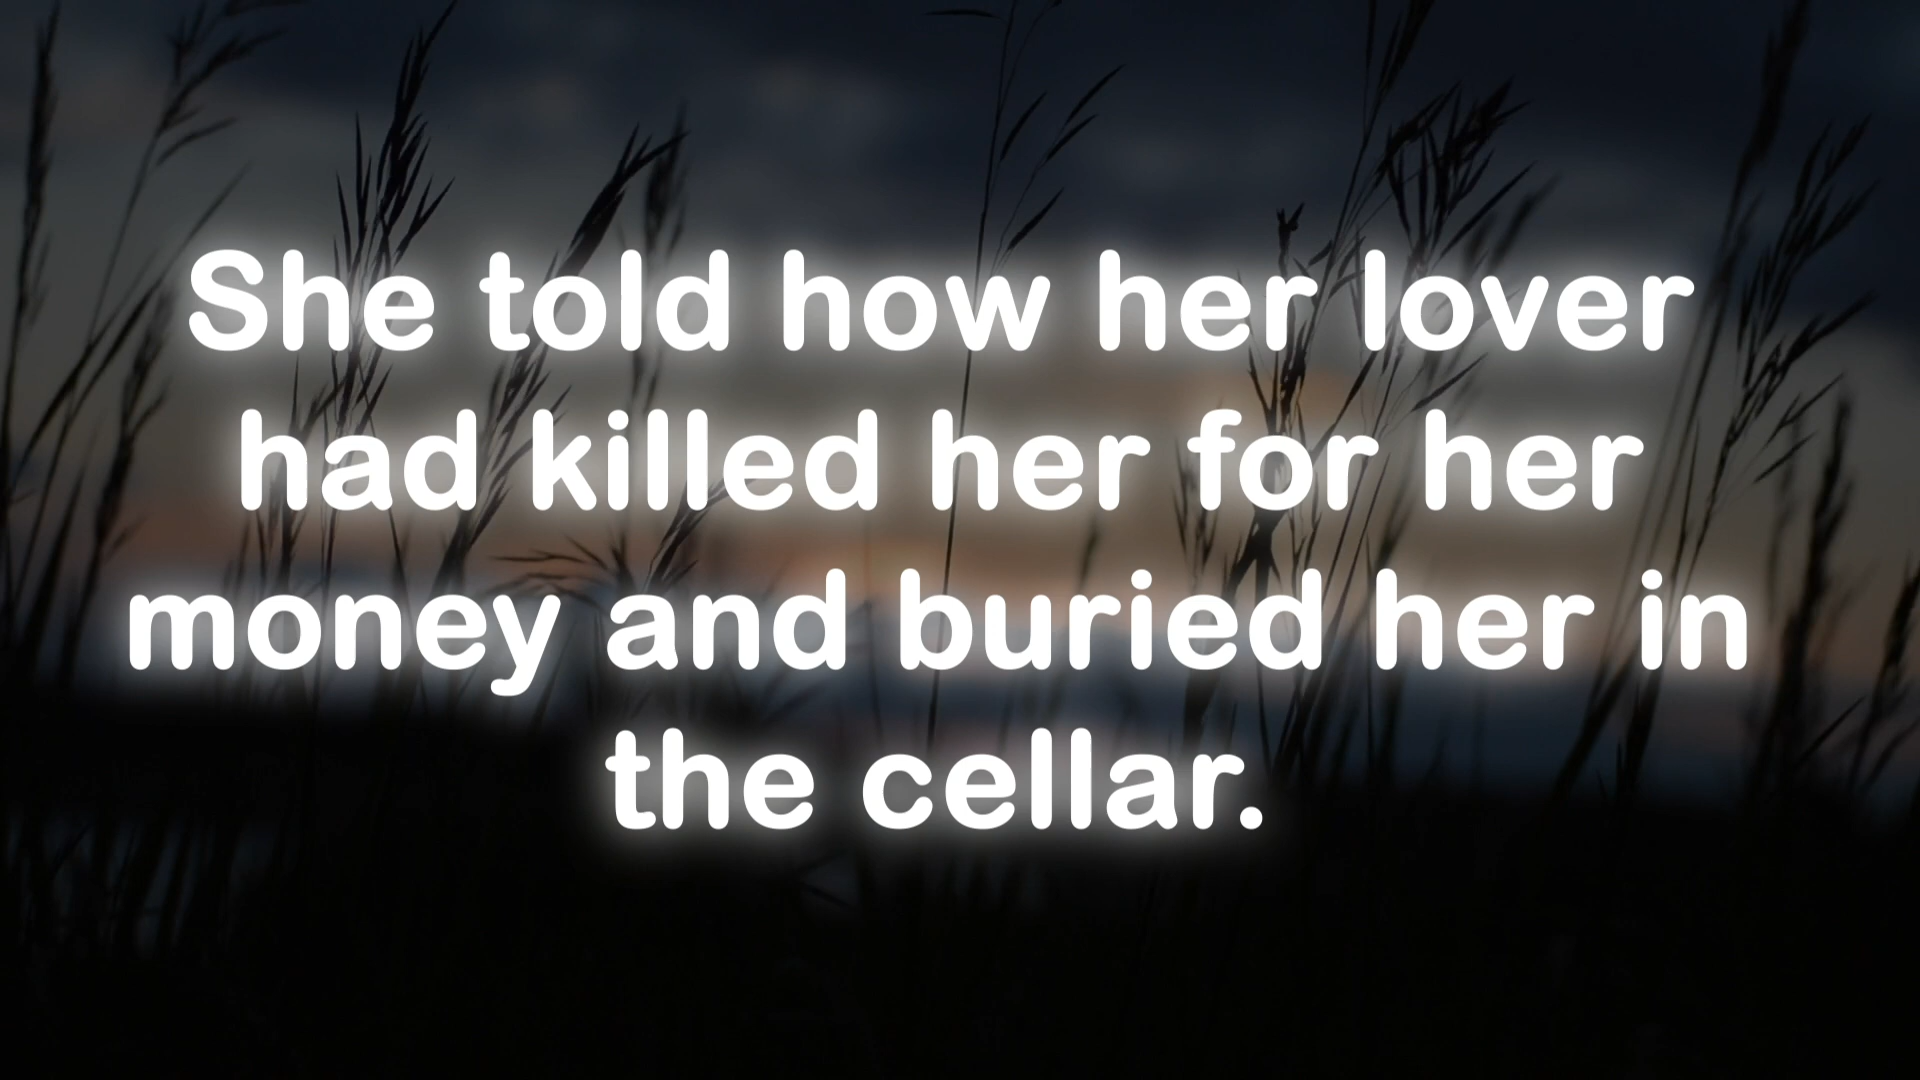 She told how her lover
had killed her for her
money and buried her in
the cellar.